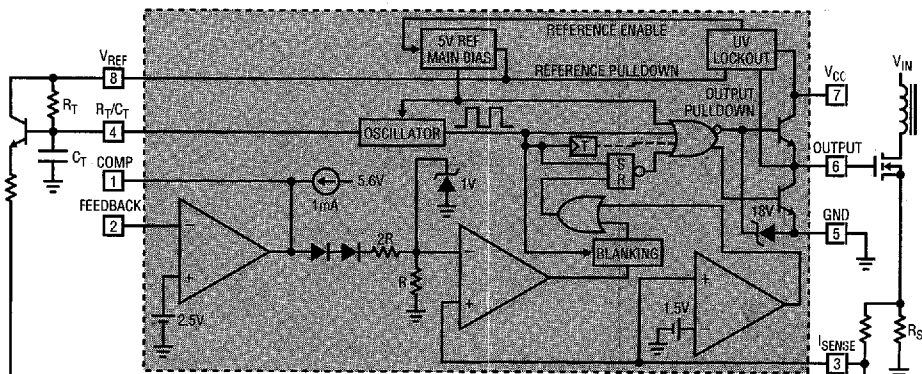 REFERENCE ENABLE
5V REF
MAIN BIAS
UV
LOCKOUT
V_REF
8
REFERENCE PULLDOWN
V_CC
7
V_IN
R_T
R_T/C_T
4
OSCILLATOR
OUTPUT
PULLDOWN
T
OUTPUT
6
C_T
COMP
1
5.6V
1mA
1V
S
R
FEEDBACK
2
18V
GND
5
2R
BLANKING
R
2.5V
1.5V
I_SENSE
3
R_S